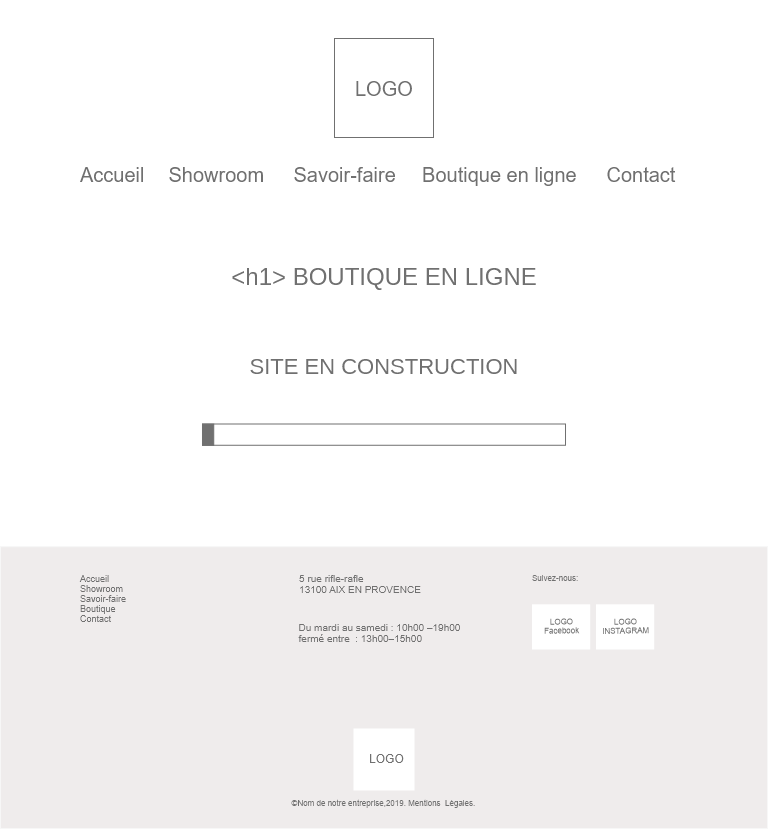 LOGO
Accueil Showroom Savoir-faire Boutique en ligne Contact
<h1> BOUTIQUE EN LIGNE
SITE EN CONSTRUCTION
Accueil
Showroom
Savoir-faire
Boutique
Contact
5 rue rifle-rafle
13100 AIX EN PROVENCE
Du mardi au samedi : 10h00 –19h00
fermé entre : 13h00–15h00
Suivez-nous:
LOGO
Facebook
LOGO
INSTAGRAM
LOGO
©Nom de notre entreprise,2019. Mentions Légales.